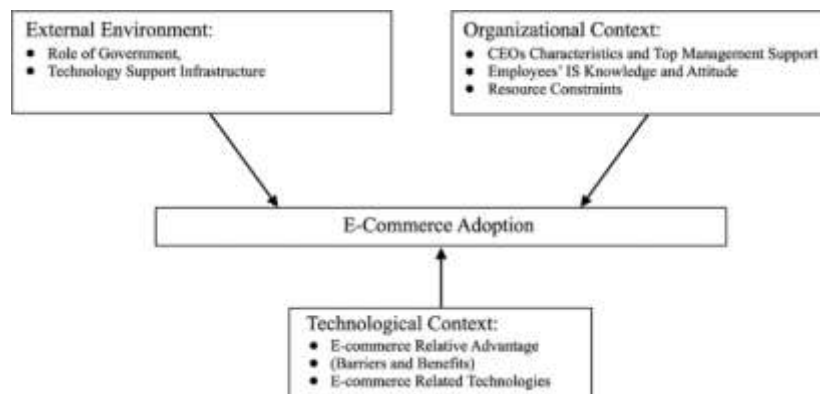 External Environment:
● Role of Government,
● Technology Support Infrastructure
Organizational Context:
● CEOs Characteristics and Top Management Support
● Employees' IS Knowledge and Attitude
● Resource Constraints
E-Commerce Adoption
Technological Context:
● E-commerce Relative Advantage
● (Barriers and Benefits)
● E-commerce Related Technologies